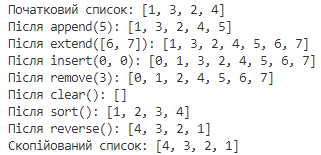 Початковий список: [1, 3, 2, 4]
Після append(5): [1, 3, 2, 4, 5]
Після extend([6, 7]): [1, 3, 2, 4, 5, 6, 7]
Після insert(0, 0): [0, 1, 3, 2, 4, 5, 6, 7]
Після remove(3): [0, 1, 2, 4, 5, 6, 7]
Після clear(): []
Після sort(): [1, 2, 3, 4]
Після reverse(): [4, 3, 2, 1]
Скопійований список: [4, 3, 2, 1]